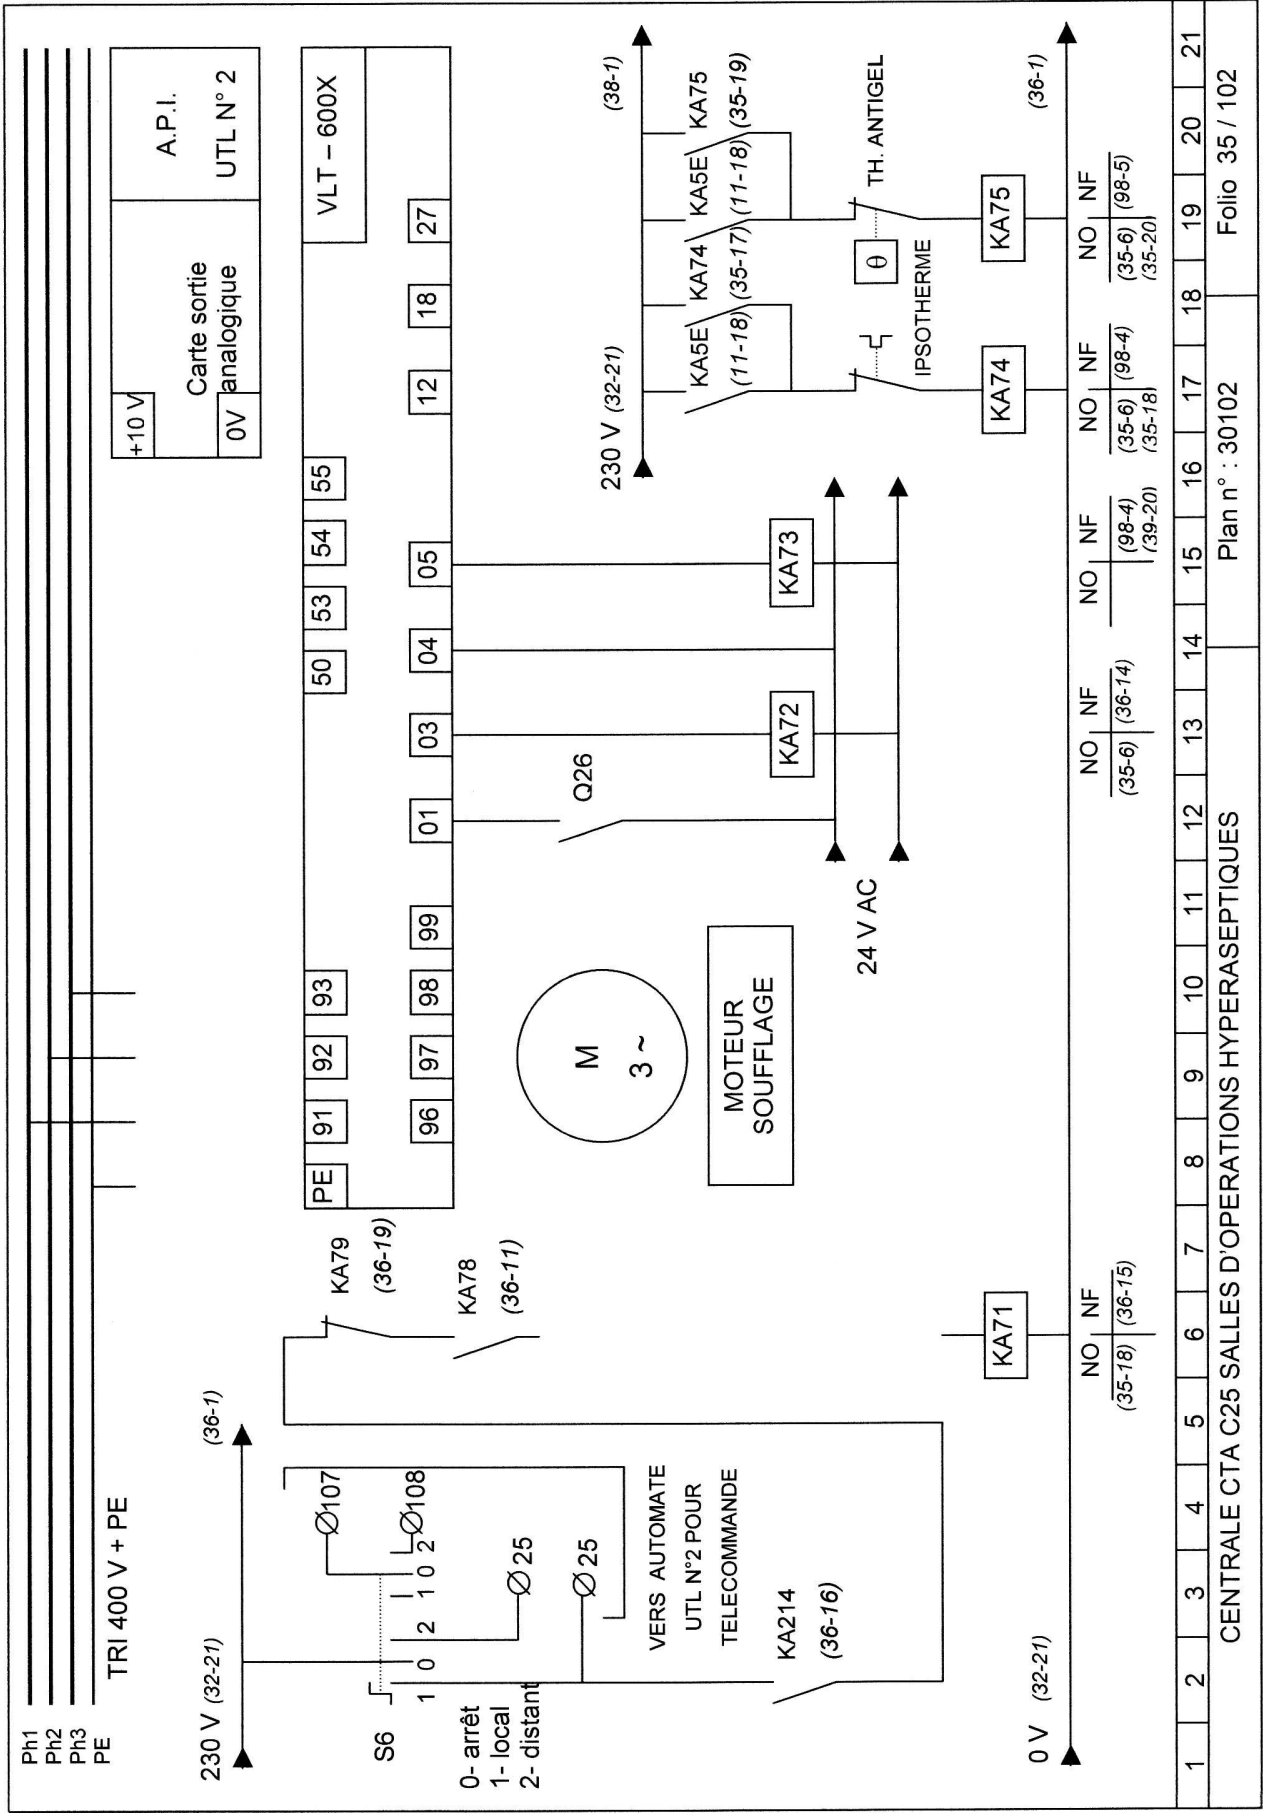 Ph1
Ph2
Ph3
PE
TRI 400 V + PE
+10 V
Carte sortie
analogique
0V
A.P.I.
UTL N° 2
230 V (32-21)
(36-1)
S6
1 0 2 1 0 2
0- arrêt
1- local
2- distant
107
108
25
25
VERS AUTOMATE
UTL N°2 POUR
TELECOMMANDE
KA214
(36-16)
KA79
(36-19)
KA78
(36-11)
PE 91 92 93 50 53 54 55
VLT – 600X
96 97 98 99 01 03 04 05 12 18 27
M
3 ~
MOTEUR
SOUFFLAGE
Q26
24 V AC
KA72
KA73
230 V (32-21)
(38-1)
KA5E
(11-18)
KA74
(35-17)
KA5E
(11-18)
KA75
(35-19)
IPSOTHERME
θ
TH. ANTIGEL
KA71
KA74
KA75
0 V (32-21)
(36-1)
NO NF
(35-18) (36-15)
NO NF
(35-6) (36-14)
NO NF
(98-4)
(39-20)
NO NF
(35-6) (98-4)
(35-18)
NO NF
(35-6) (98-5)
(35-20)
1 2 3 4 5 6 7 8 9 10 11 12 13 14 15 16 17 18 19 20 21
CENTRALE CTA C25 SALLES D'OPERATIONS HYPERASEPTIQUES
Plan n° : 30102
Folio 35 / 102